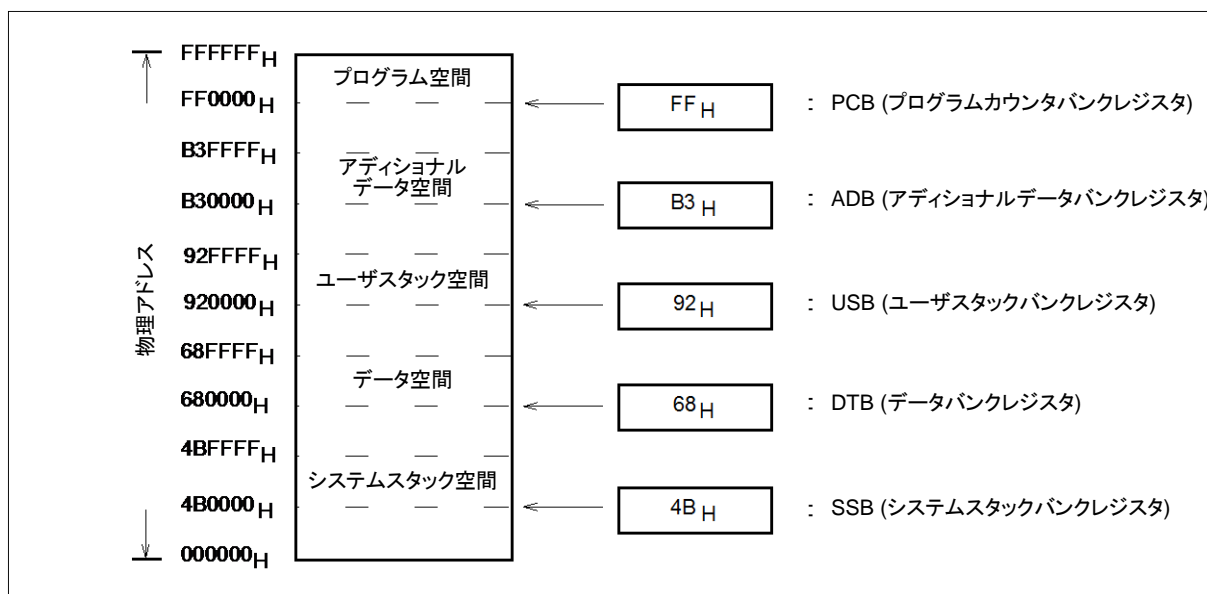 FFFFFFH
プログラム空間
FF0000H
FFH
: PCB (プログラムカウンタバンクレジスタ)
B3FFFFH
アディショナル
データ空間
B30000H
B3H
: ADB (アディショナルデータバンクレジスタ)
物理アドレス
92FFFFH
ユーザスタック空間
920000H
92H
: USB (ユーザスタックバンクレジスタ)
68FFFFH
データ空間
680000H
68H
: DTB (データバンクレジスタ)
4BFFFFH
システムスタック空間
4B0000H
4BH
: SSB (システムスタックバンクレジスタ)
000000H